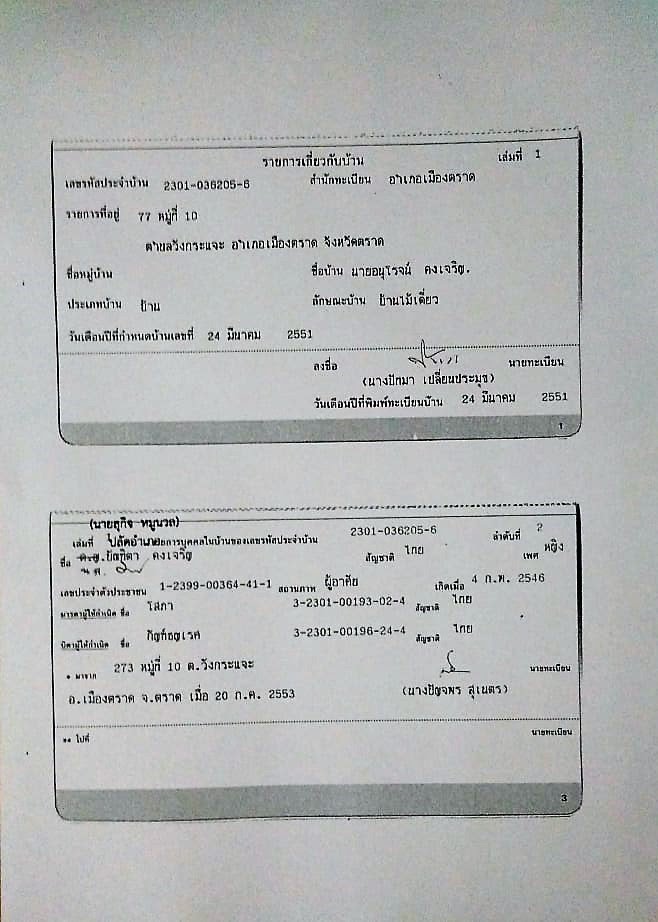 รายการเกี่ยวกับบ้าน เล่มที่ 1
เลขรหัสประจำบ้าน 2301-036205-6 สำนักทะเบียน อำเภอเมืองตราด
รายการที่อยู่ 77 หมู่ที่ 10
ตำบลวังกระแจะ อำเภอเมืองตราด จังหวัดตราด
ชื่อหมู่บ้าน ชื่อบ้าน นายอนุโรจน์ คงเจริญ.
ประเภทบ้าน บ้าน ลักษณะบ้าน บ้านไม้เดี่ยว
วันเดือนปีที่กำหนดบ้านเลขที่ 24 มีนาคม 2551
ลงชื่อ นายทะเบียน
(นางปัทมา เปลี่ยนประมุข)
วันเดือนปีที่พิมพ์ทะเบียนบ้าน 24 มีนาคม 2551
1
(นายสุกิจ หมูนวล)
เล่มที่ ปลัดอำเภอ รายการบุคคลในบ้านของเลขรหัสประจำบ้าน 2301-036205-6 ลำดับที่ 2
ชื่อ ด.ญ.ปัณฑิตา คงเจริญ สัญชาติ ไทย เพศ หญิง
น.ส.
เลขประจำตัวประชาชน 1-2399-00364-41-1 สถานภาพ ผู้อาศัย เกิดเมื่อ 4 ก.พ. 2546
มารดาผู้ให้กำเนิด ชื่อ โสภา 3-2301-00193-02-4 สัญชาติ ไทย
บิดาผู้ให้กำเนิด ชื่อ กัญฑ์ธญเรศ 3-2301-00196-24-4 สัญชาติ ไทย
* มาจาก 273 หมู่ที่ 10 ต.วังกระแจะ นายทะเบียน
อ.เมืองตราด จ.ตราด เมื่อ 20 ก.ค. 2553 (นางปัญจพร สุเนตร)
** ไปที่ นายทะเบียน
3